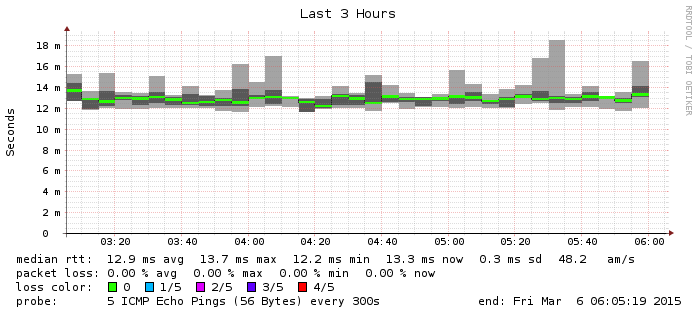 Last 3 Hours
RRDTOOL / TOBI OETIKER
Seconds
18 m
16 m
14 m
12 m
10 m
8 m
6 m
4 m
2 m
0
03:20 03:40 04:00 04:20 04:40 05:00 05:20 05:40 06:00
median rtt: 12.9 ms avg 13.7 ms max 12.2 ms min 13.3 ms now 0.3 ms sd 48.2 am/s
packet loss: 0.00 % avg 0.00 % max 0.00 % min 0.00 % now
loss color: 0 1/5 2/5 3/5 4/5
probe: 5 ICMP Echo Pings (56 Bytes) every 300s end: Fri Mar 6 06:05:19 2015